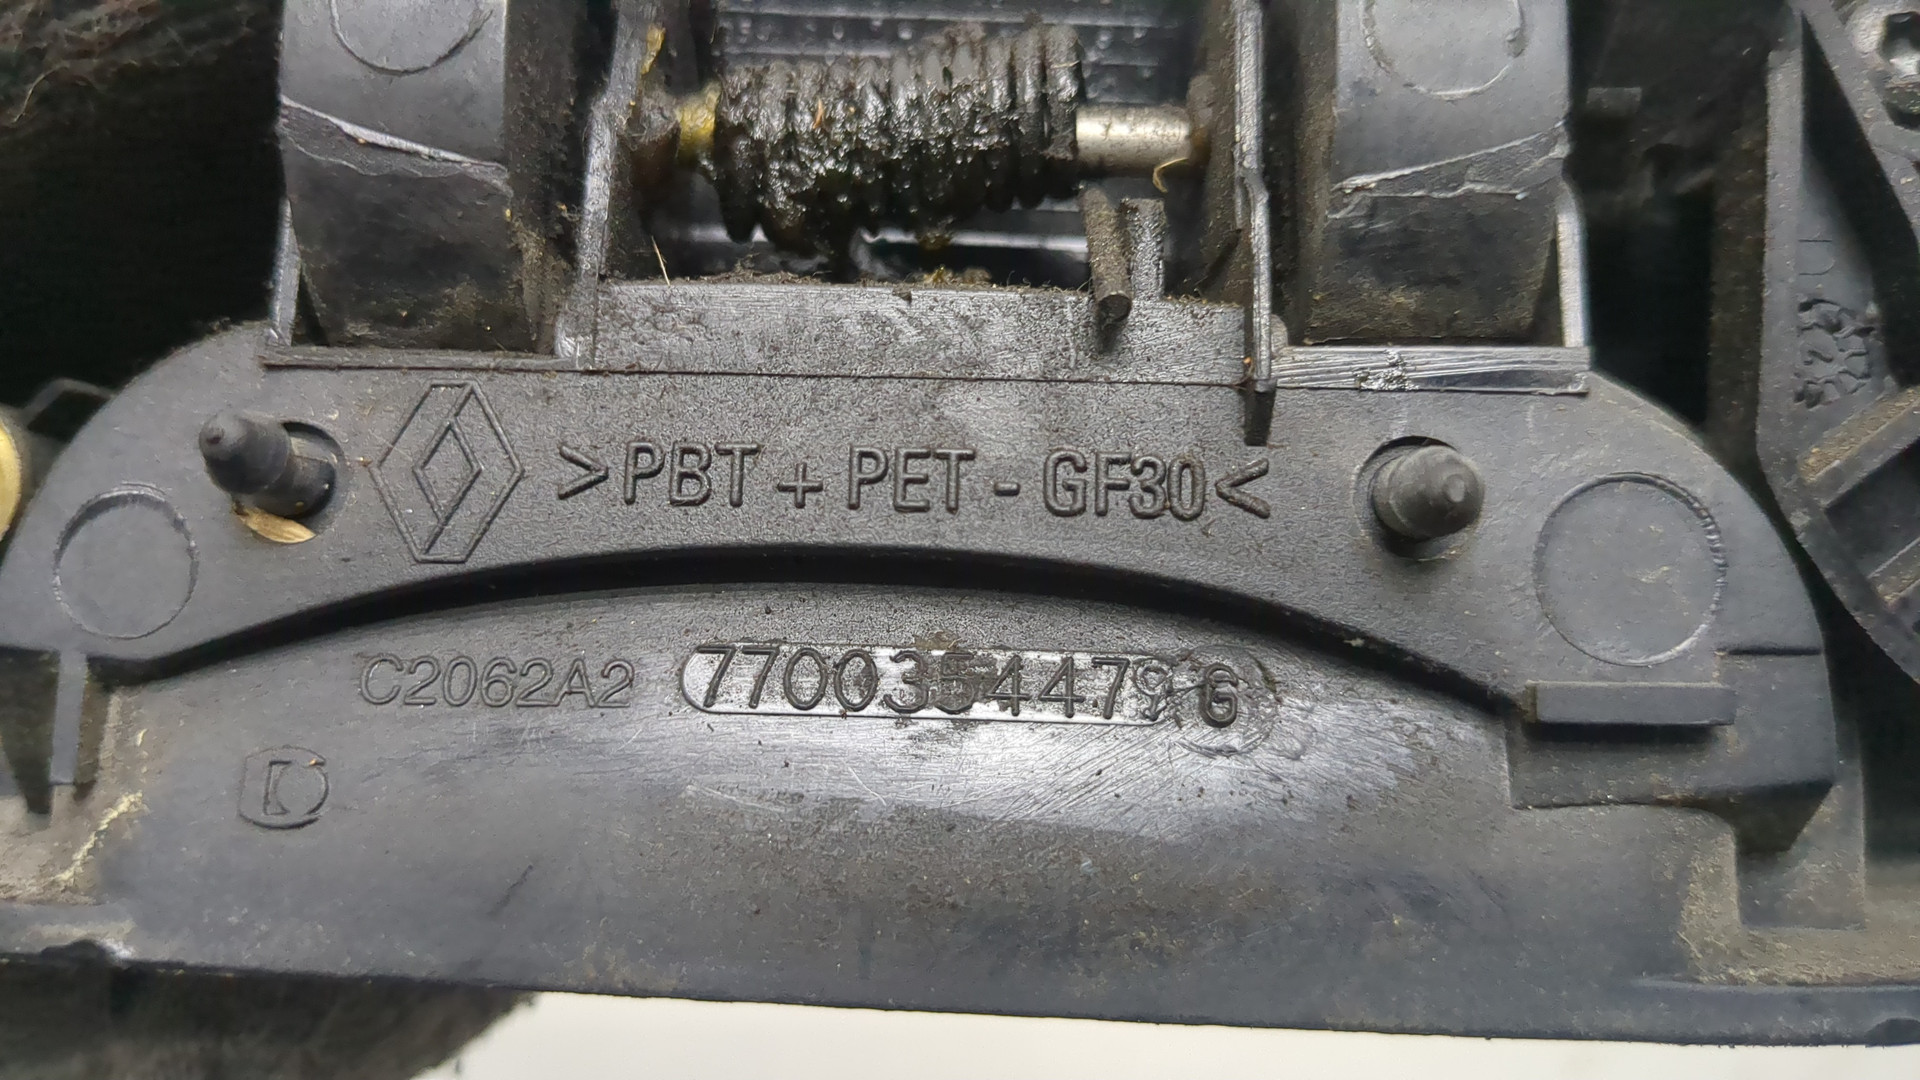 >PBT + PET - GF30<
C2062A2 7700354479 G